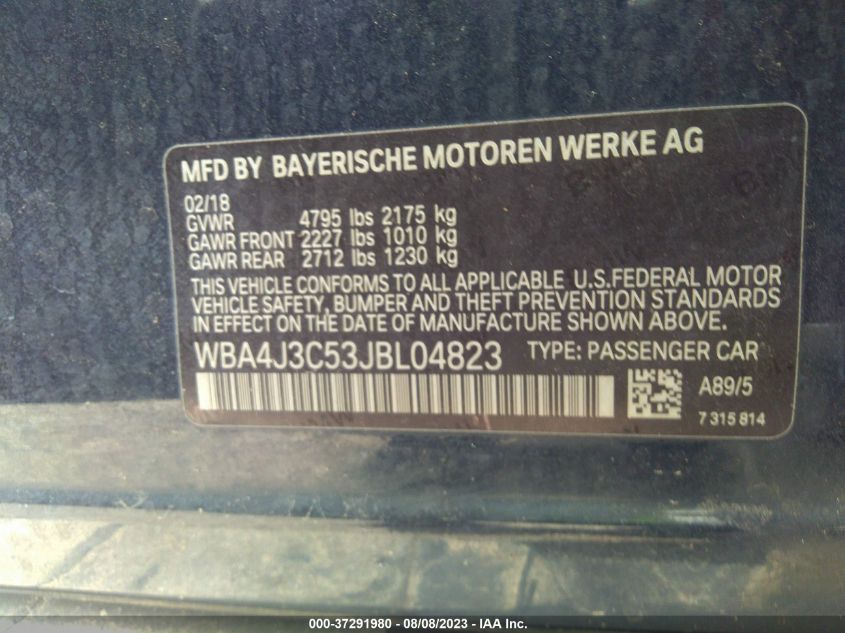 MFD BY BAYERISCHE MOTOREN WERKE AG
02/18
GVWR 4795 lbs 2175 kg
GAWR FRONT 2227 lbs 1010 kg
GAWR REAR 2712 lbs 1230 kg
THIS VEHICLE CONFORMS TO ALL APPLICABLE U.S.FEDERAL MOTOR
VEHICLE SAFETY, BUMPER AND THEFT PREVENTION STANDARDS
IN EFFECT ON THE DATE OF MANUFACTURE SHOWN ABOVE.
WBA4J3C53JBL04823 TYPE: PASSENGER CAR
A89/5
7 315 814
000-37291980 - 08/08/2023 - IAA Inc.